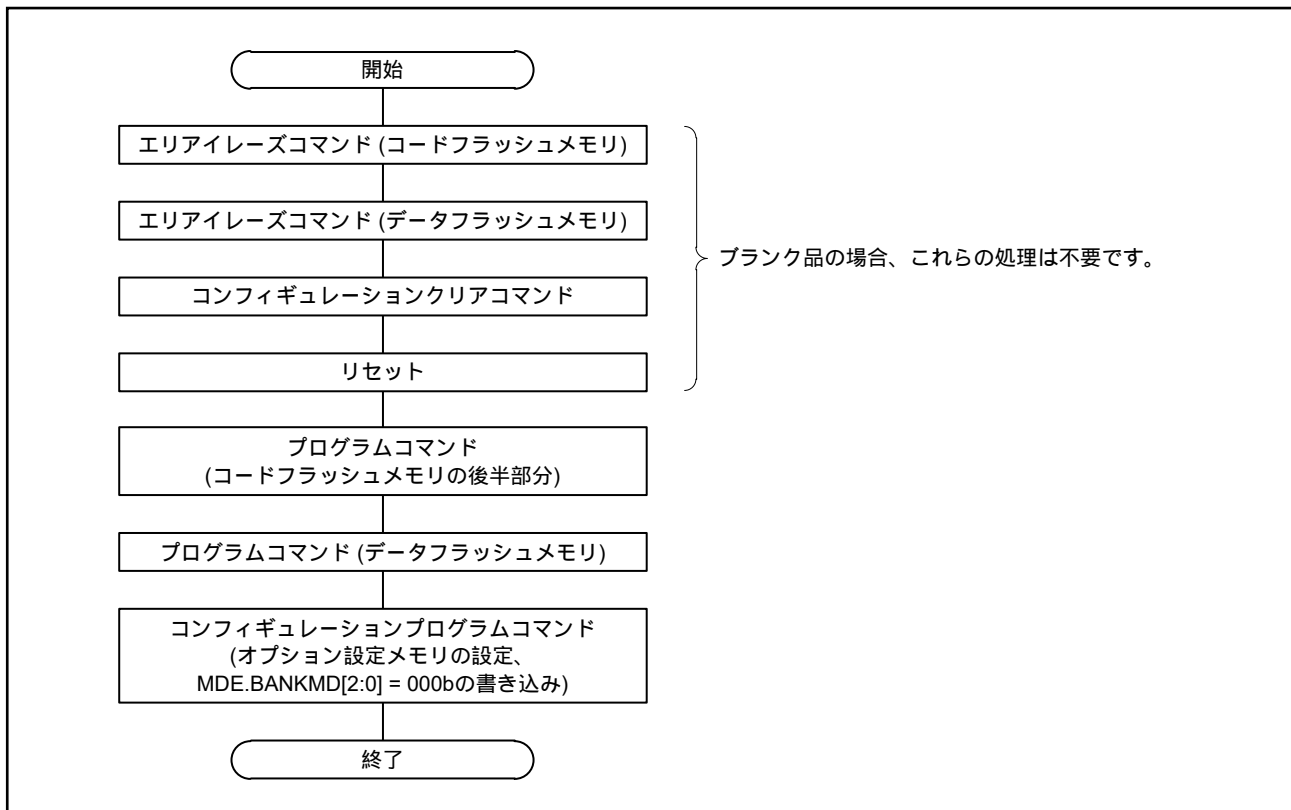 開始
エリアイレーズコマンド (コードフラッシュメモリ)
エリアイレーズコマンド (データフラッシュメモリ)
コンフィギュレーションクリアコマンド
リセット
ブランク品の場合、これらの処理は不要です。
プログラムコマンド
(コードフラッシュメモリの後半部分)
プログラムコマンド (データフラッシュメモリ)
コンフィギュレーションプログラムコマンド
(オプション設定メモリの設定、
MDE.BANKMD[2:0] = 000bの書き込み)
終了